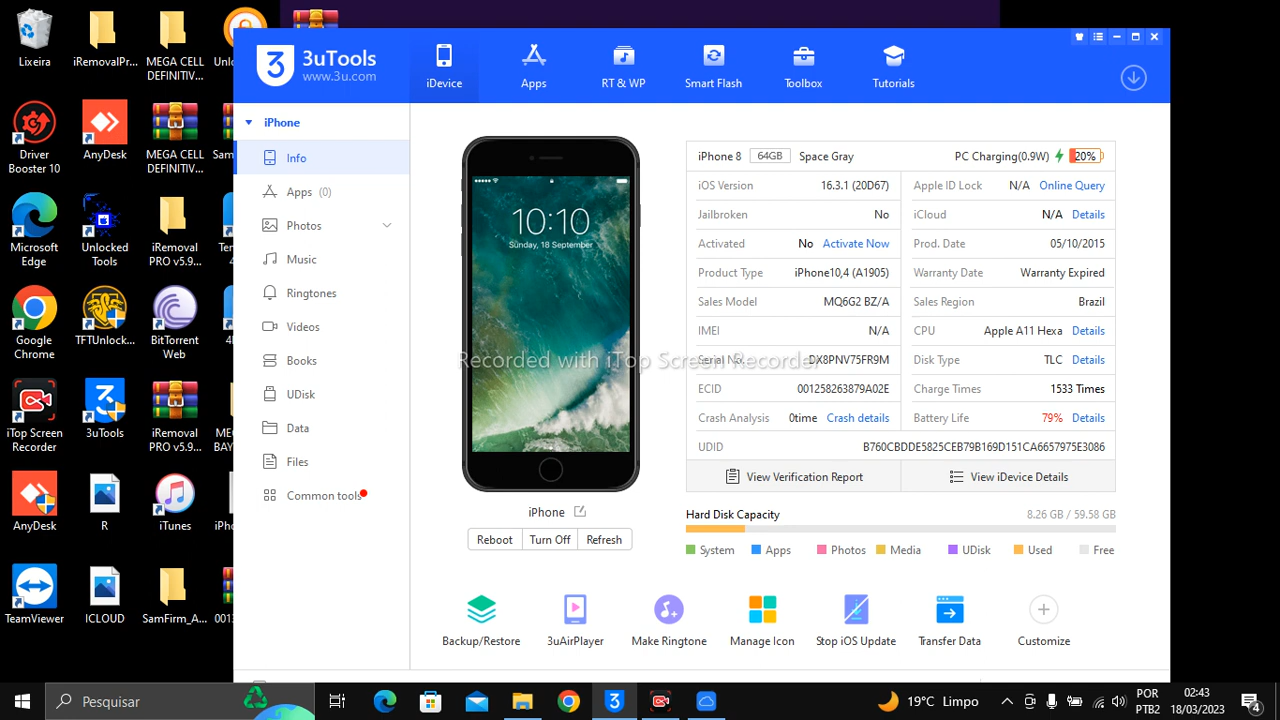 Lixeira
iRemovalPr...
MEGA CELL
DEFINITIV...
Driver
Booster 10
AnyDesk
MEGA CELL
DEFINITIV...
Microsoft
Edge
Unlocked
Tools
iRemoval
PRO v5.9...
Google
Chrome
TFTUnlock...
BitTorrent
Web
iTop Screen
Recorder
3uTools
iRemoval
PRO v5.9...
AnyDesk
R
iTunes
TeamViewer
ICLOUD
SamFirm_A...
3uTools
www.3u.com
iDevice
Apps
RT & WP
Smart Flash
Toolbox
Tutorials
iPhone
Info
Apps (0)
Photos
Music
Ringtones
Videos
Books
UDisk
Data
Files
Common tools
10:10
Sunday, 18 September
iPhone
Reboot Turn Off Refresh
iPhone 8 64GB Space Gray PC Charging(0.9W) 20%
iOS Version 16.3.1 (20D67) Apple ID Lock N/A Online Query
Jailbroken No iCloud N/A Details
Activated No Activate Now Prod. Date 05/10/2015
Product Type iPhone10,4 (A1905) Warranty Date Warranty Expired
Sales Model MQ6G2 BZ/A Sales Region Brazil
IMEI N/A CPU Apple A11 Hexa Details
Serial No. DX8PNV75FR9M Disk Type TLC Details
Recorded with iTop Screen Recorder
ECID 001258263879A02E Charge Times 1533 Times
Crash Analysis 0time Crash details Battery Life 79% Details
UDID B760CBDDE5825CEB79B169D151CA6657975E3086
View Verification Report View iDevice Details
Hard Disk Capacity 8.26 GB / 59.58 GB
System Apps Photos Media UDisk Used Free
Backup/Restore 3uAirPlayer Make Ringtone Manage Icon Stop iOS Update Transfer Data Customize
Pesquisar
19°C Limpo
POR
PTB2
02:43
18/03/2023
4